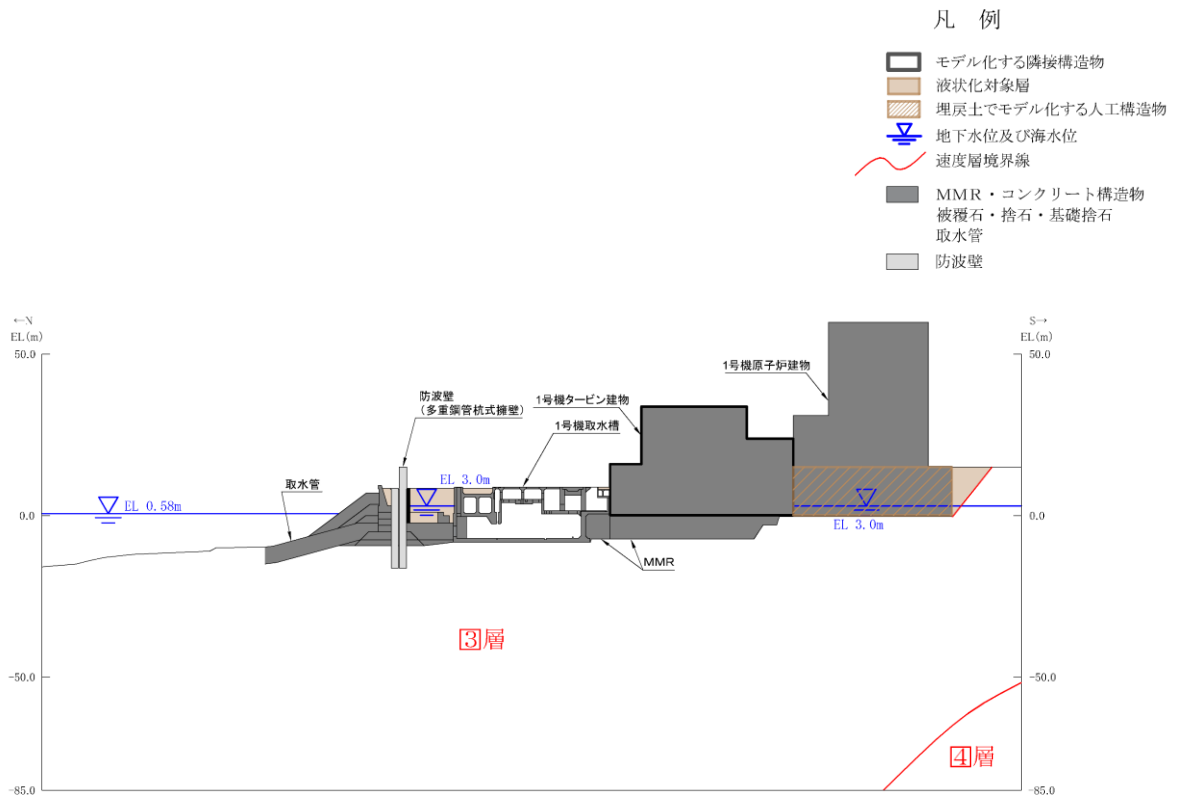 凡 例
モデル化する隣接構造物
液状化対象層
埋戻土でモデル化する人工構造物
地下水位及び海水位
速度層境界線
MMR・コンクリート構造物
被覆石・捨石・基礎捨石
取水管
防波壁
←N
EL(m)
S→
EL(m)
50.0
50.0
1号機原子炉建物
防波壁
(多重鋼管杭式擁壁)
1号機タービン建物
1号機取水槽
取水管
EL 3.0m
EL 0.58m
0.0
0.0
EL 3.0m
MMR
3層
-50.0
-50.0
4層
-85.0
-85.0